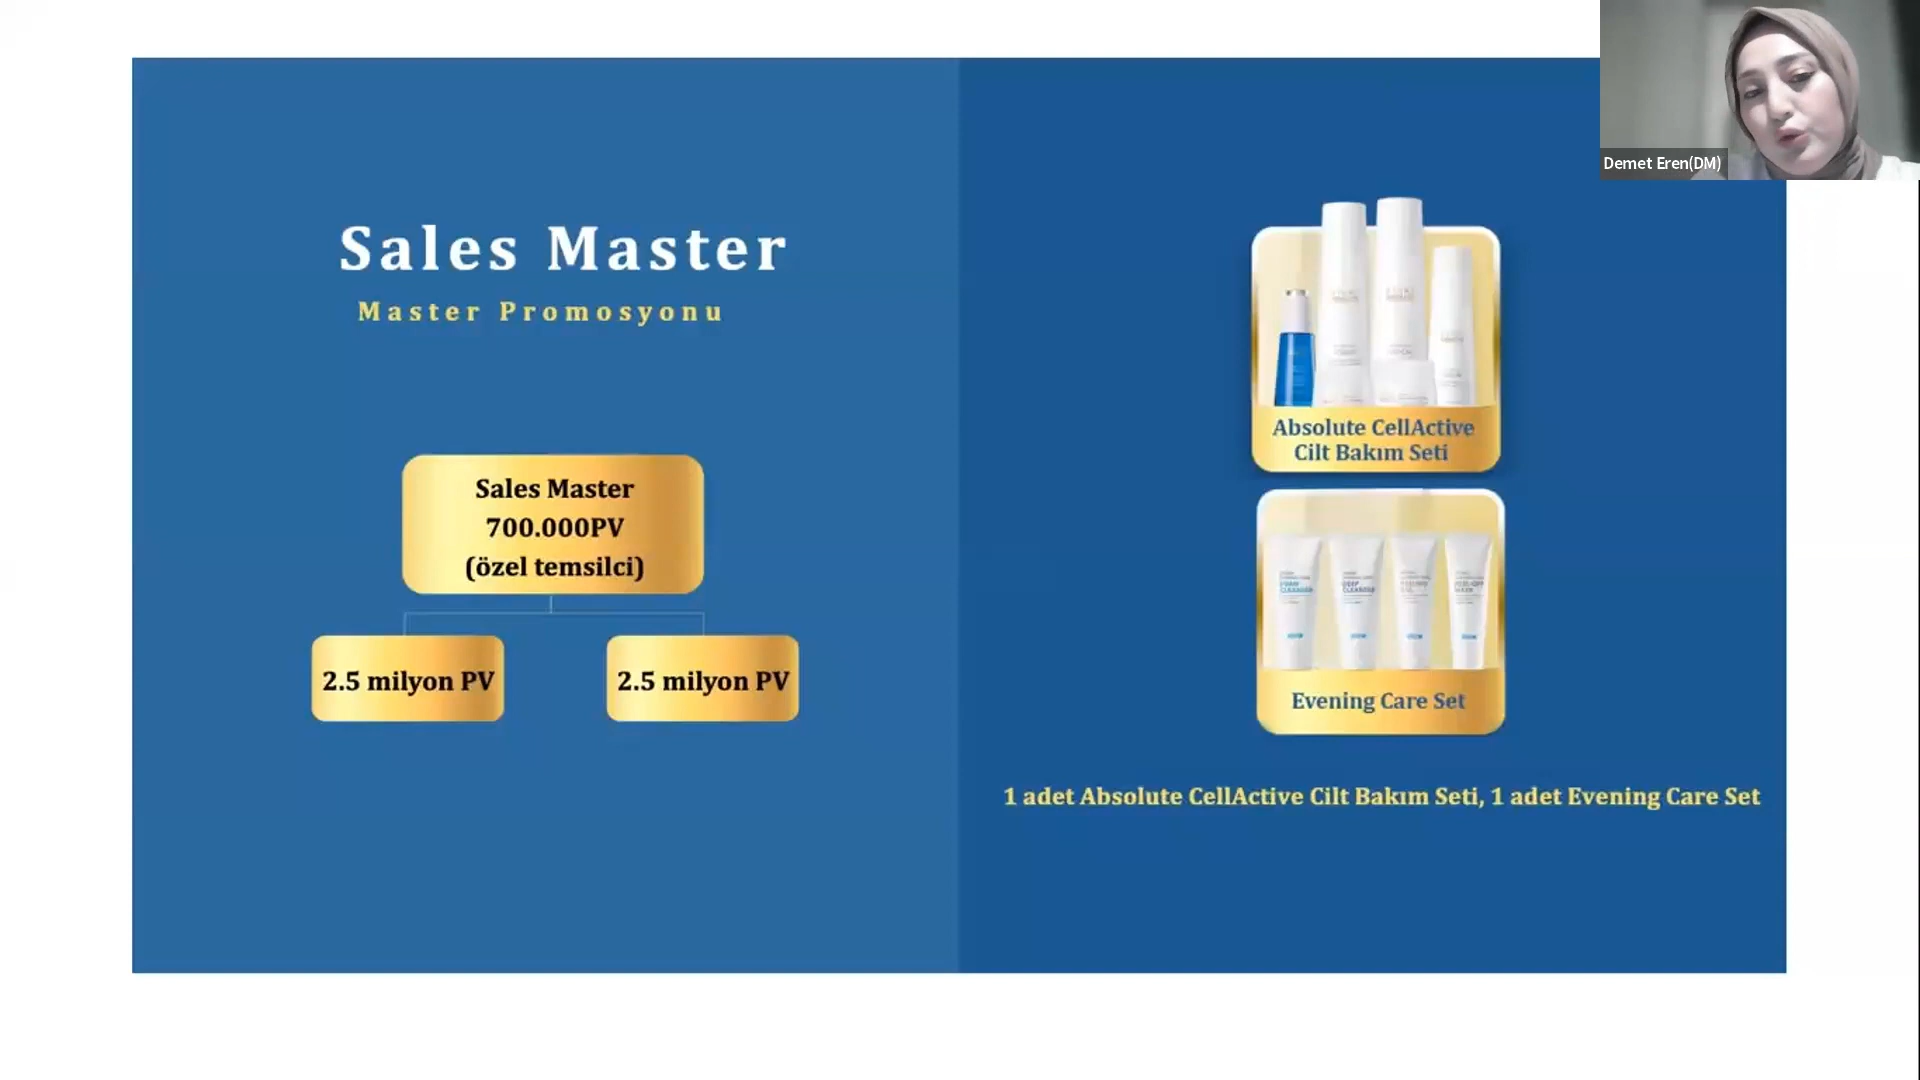 Demet Eren(DM)
Sales Master
Master Promosyonu
Sales Master
700.000PV
(özel temsilci)
2.5 milyon PV
2.5 milyon PV
Absolute CellActive
Cilt Bakım Seti
Evening Care Set
1 adet Absolute CellActive Cilt Bakım Seti, 1 adet Evening Care Set